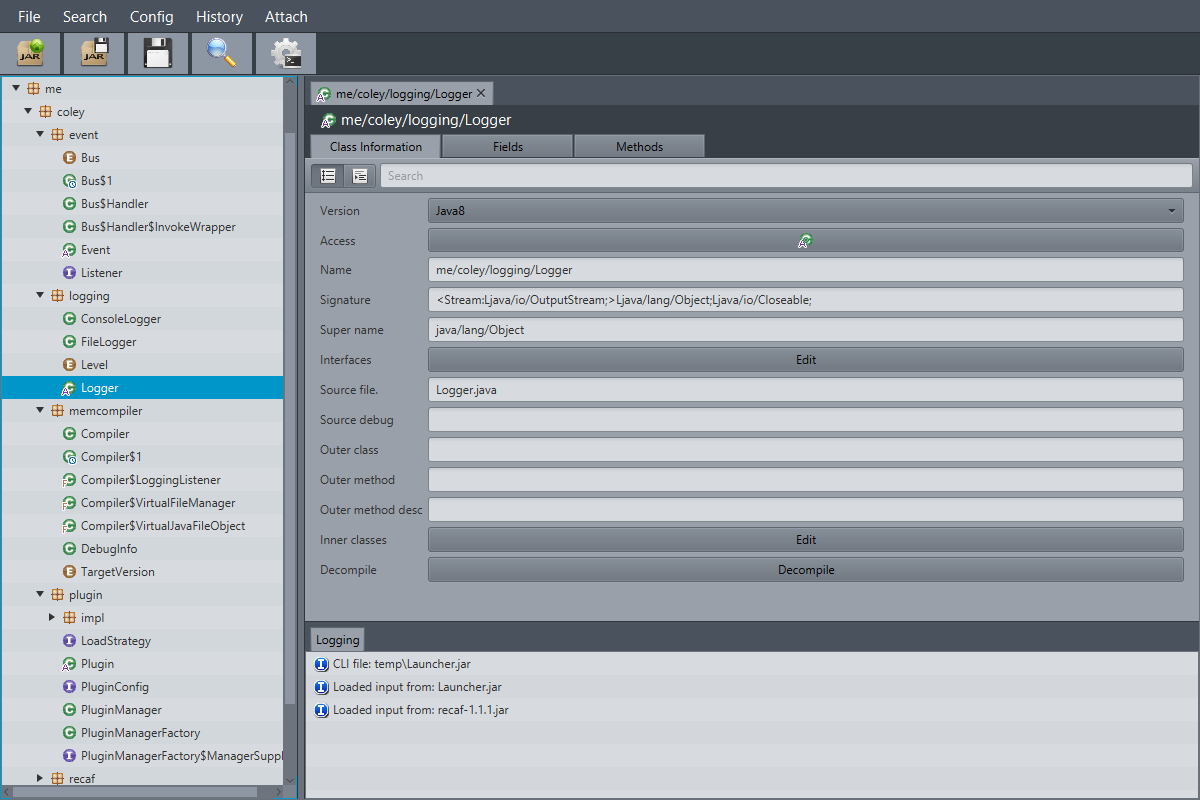 File Search Config History Attach
JAR JAR
me
coley
event
Bus
Bus$1
Bus$Handler
Bus$Handler$InvokeWrapper
Event
Listener
logging
ConsoleLogger
FileLogger
Level
Logger
memcompiler
Compiler
Compiler$1
Compiler$LoggingListener
Compiler$VirtualFileManager
Compiler$VirtualJavaFileObject
DebugInfo
TargetVersion
plugin
impl
LoadStrategy
Plugin
PluginConfig
PluginManager
PluginManagerFactory
PluginManagerFactory$ManagerSuppl
recaf
me/coley/logging/Logger
me/coley/logging/Logger
Class Information Fields Methods
Search
Version Java8
Access
Name me/coley/logging/Logger
Signature <Stream:Ljava/io/OutputStream;>Ljava/lang/Object;Ljava/io/Closeable;
Super name java/lang/Object
Interfaces Edit
Source file. Logger.java
Source debug
Outer class
Outer method
Outer method desc
Inner classes Edit
Decompile Decompile
Logging
CLI file: temp\Launcher.jar
Loaded input from: Launcher.jar
Loaded input from: recaf-1.1.1.jar